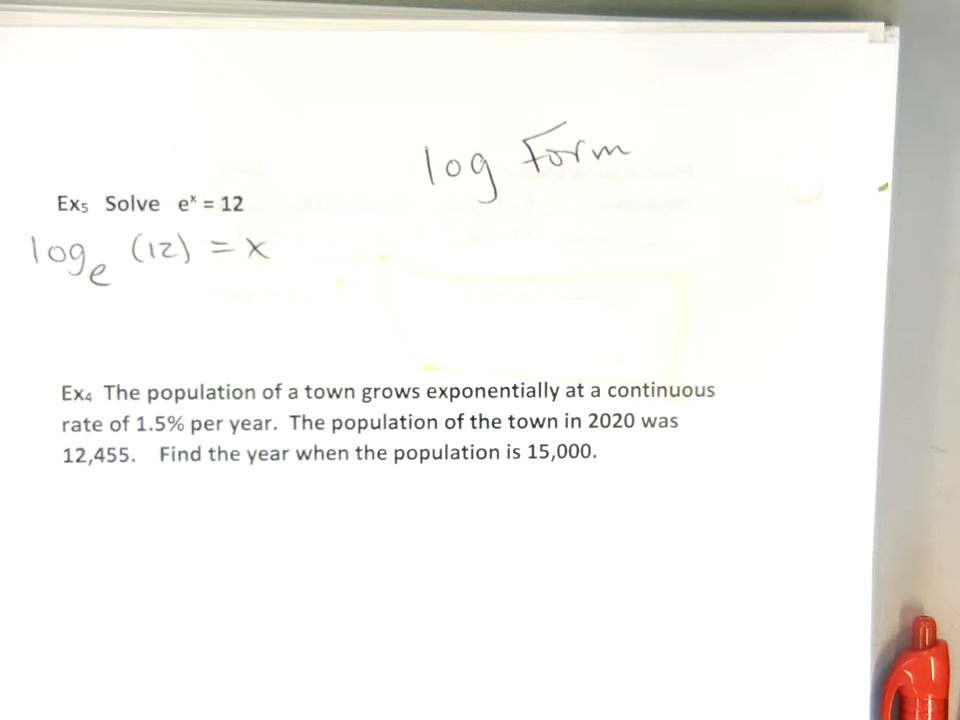 log Form
Ex5 Solve eˣ = 12
logₑ (12) = x
Ex4 The population of a town grows exponentially at a continuous
rate of 1.5% per year. The population of the town in 2020 was
12,455. Find the year when the population is 15,000.